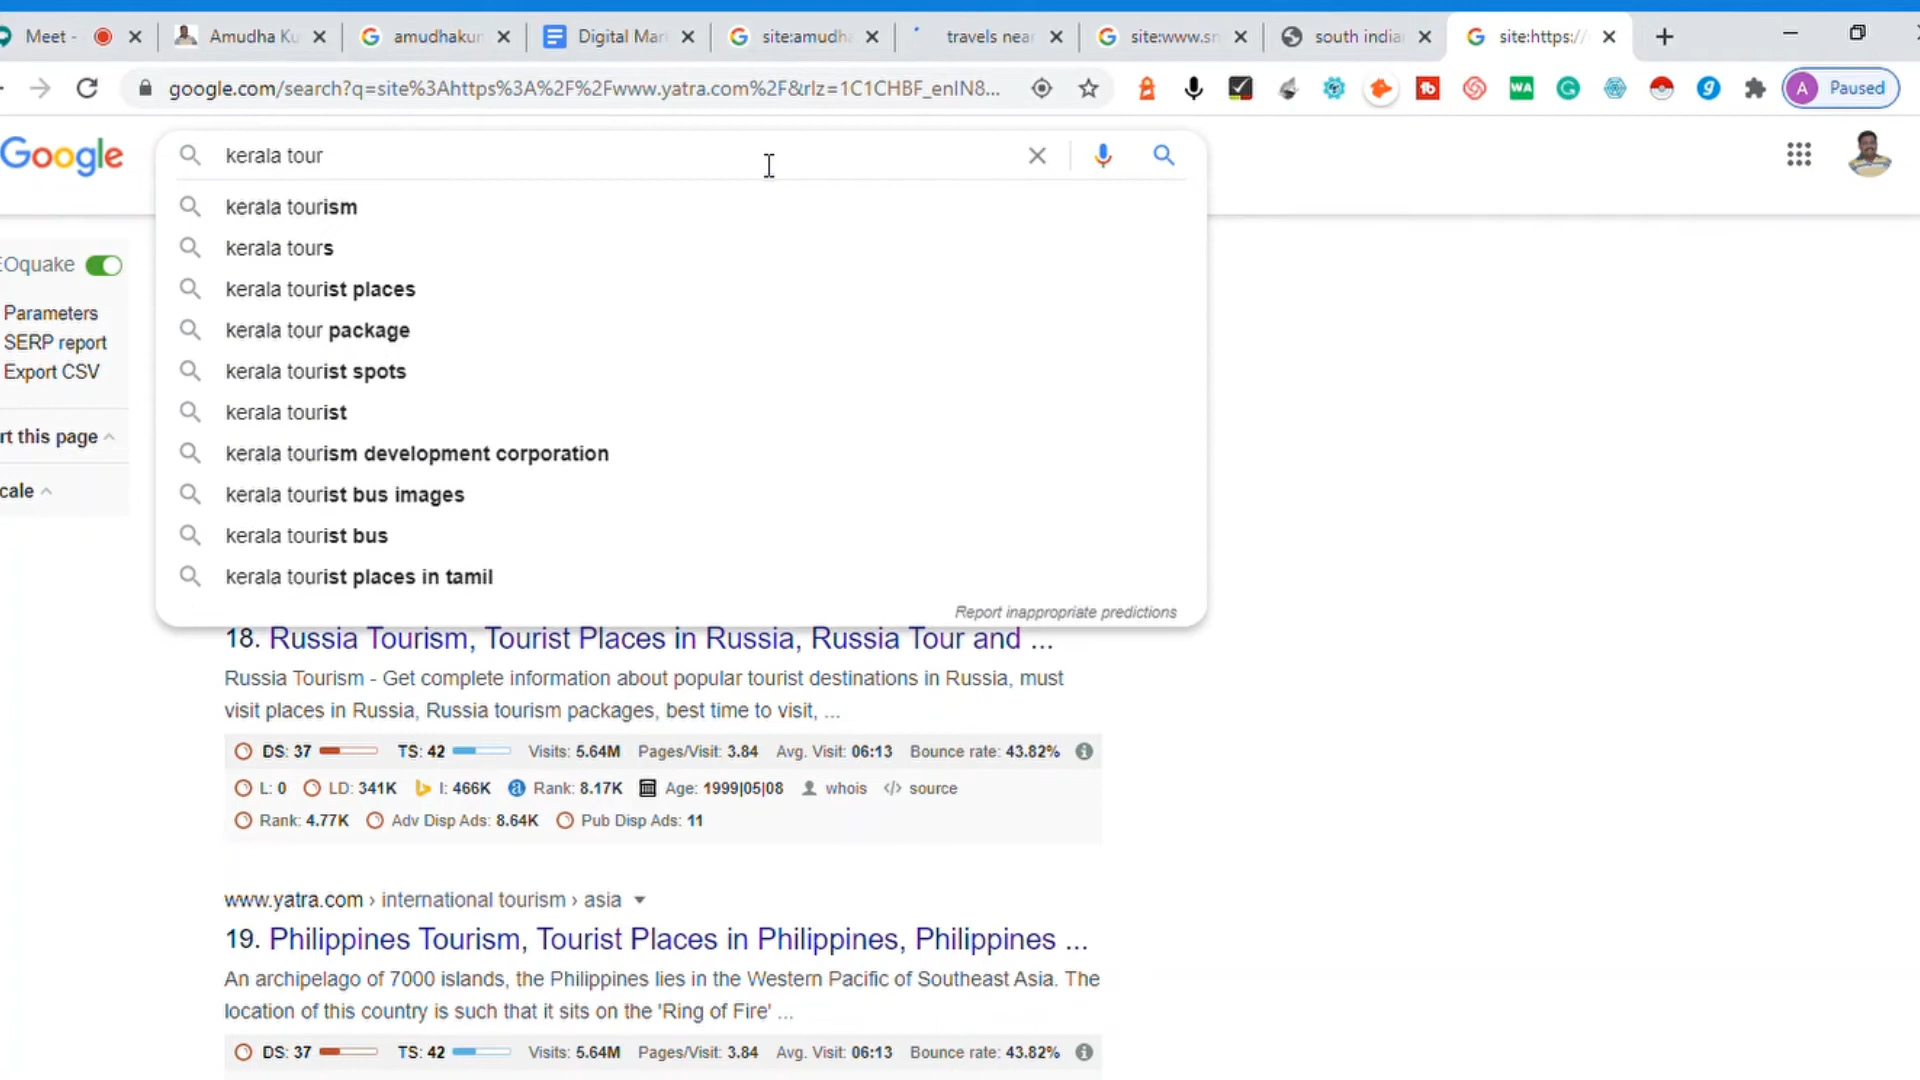 Meet -
Amudha Ku
amudhakun
Digital Mar
site:amudh
travels near
site:www.sn
south india
site:https://
google.com/search?q=site%3Ahttps%3A%2F%2Fwww.yatra.com%2F&rlz=1C1CHBF_enIN8...
A Paused
Google
kerala tour
kerala tourism
kerala tours
kerala tourist places
kerala tour package
kerala tourist spots
kerala tourist
kerala tourism development corporation
kerala tourist bus images
kerala tourist bus
kerala tourist places in tamil
Report inappropriate predictions
EOquake
Parameters
SERP report
Export CSV
rt this page
cale
18. Russia Tourism, Tourist Places in Russia, Russia Tour and ...
Russia Tourism - Get complete information about popular tourist destinations in Russia, must
visit places in Russia, Russia tourism packages, best time to visit, ...
DS: 37 TS: 42 Visits: 5.64M Pages/Visit: 3.84 Avg. Visit: 06:13 Bounce rate: 43.82%
L: 0 LD: 341K I: 466K Rank: 8.17K Age: 1999|05|08 whois </> source
Rank: 4.77K Adv Disp Ads: 8.64K Pub Disp Ads: 11
www.yatra.com › international tourism › asia
19. Philippines Tourism, Tourist Places in Philippines, Philippines ...
An archipelago of 7000 islands, the Philippines lies in the Western Pacific of Southeast Asia. The
location of this country is such that it sits on the 'Ring of Fire' ...
DS: 37 TS: 42 Visits: 5.64M Pages/Visit: 3.84 Avg. Visit: 06:13 Bounce rate: 43.82%